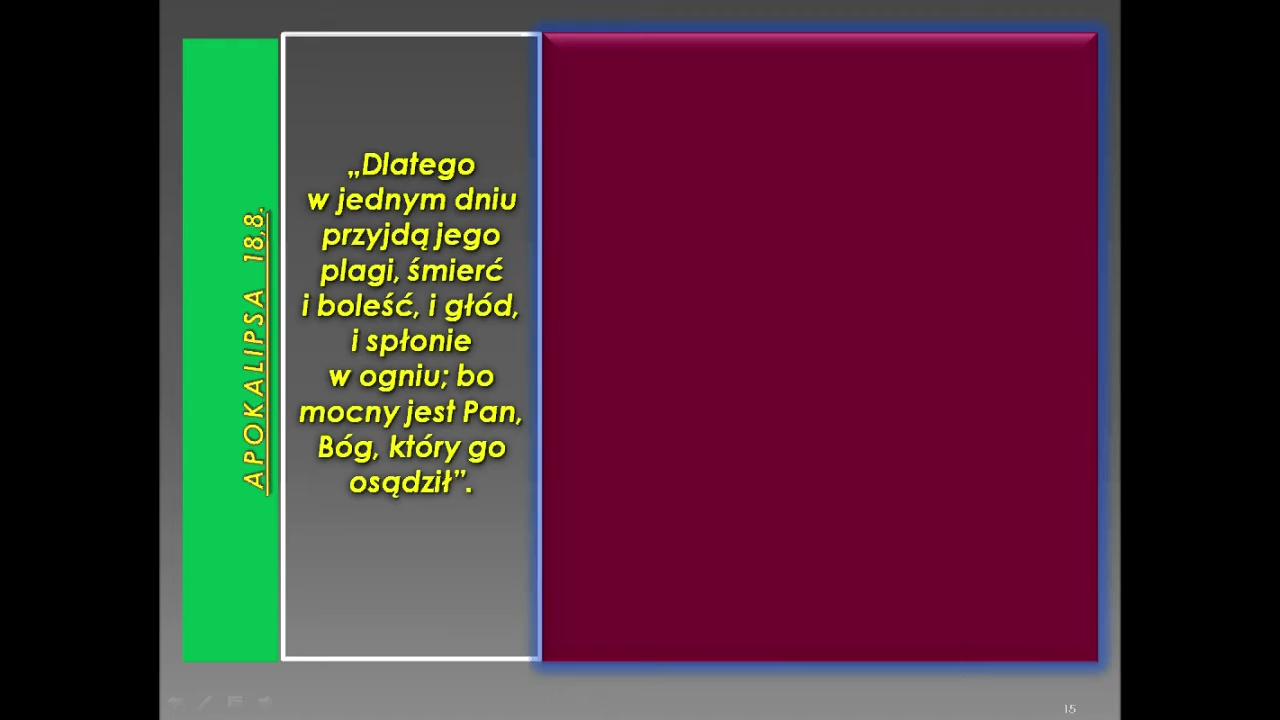 APOKALIPSA 18,8.
„Dlatego
w jednym dniu
przyjdą jego
plagi, śmierć
i boleść, i głód,
i spłonie
w ogniu; bo
mocny jest Pan,
Bóg, który go
osądził”.
15